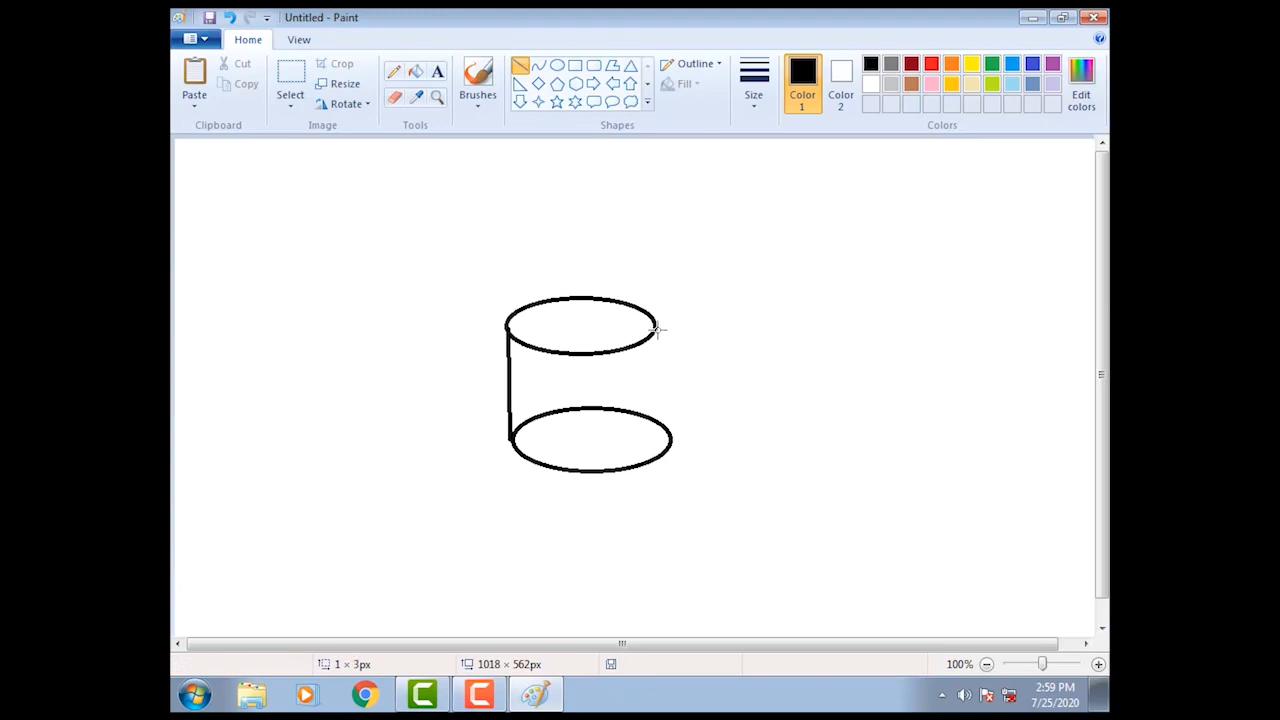 Untitled - Paint
Home View
Cut
Copy
Paste
Clipboard
Crop
Resize
Rotate
Select
Image
A
Tools
Brushes
Outline
Fill
Shapes
Size
Color 1
Color 2
Edit colors
Colors
1 × 3px
1018 × 562px
100%
2:59 PM
7/25/2020